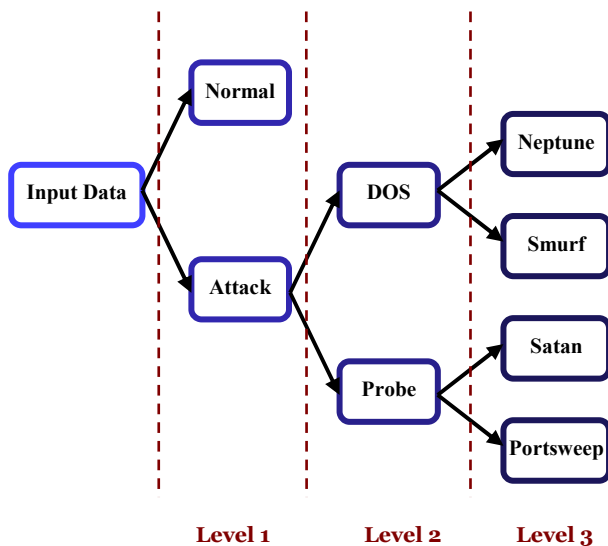 Normal
Neptune
Input Data
DOS
Smurf
Attack
Satan
Probe
Portsweep
Level 1
Level 2
Level 3